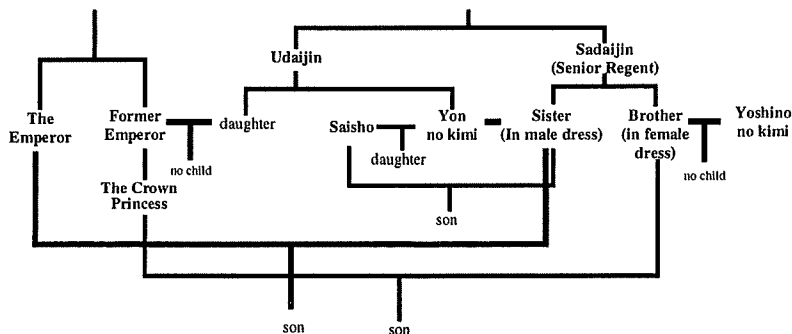 Udaijin
Sadaijin
(Senior Regent)
The
Emperor
Former
Emperor
daughter
Saisho
Yon
no kimi
Sister
(In male dress)
Brother
(in female
dress)
Yoshino
no kimi
no child
daughter
no child
The Crown
Princess
son
son
son